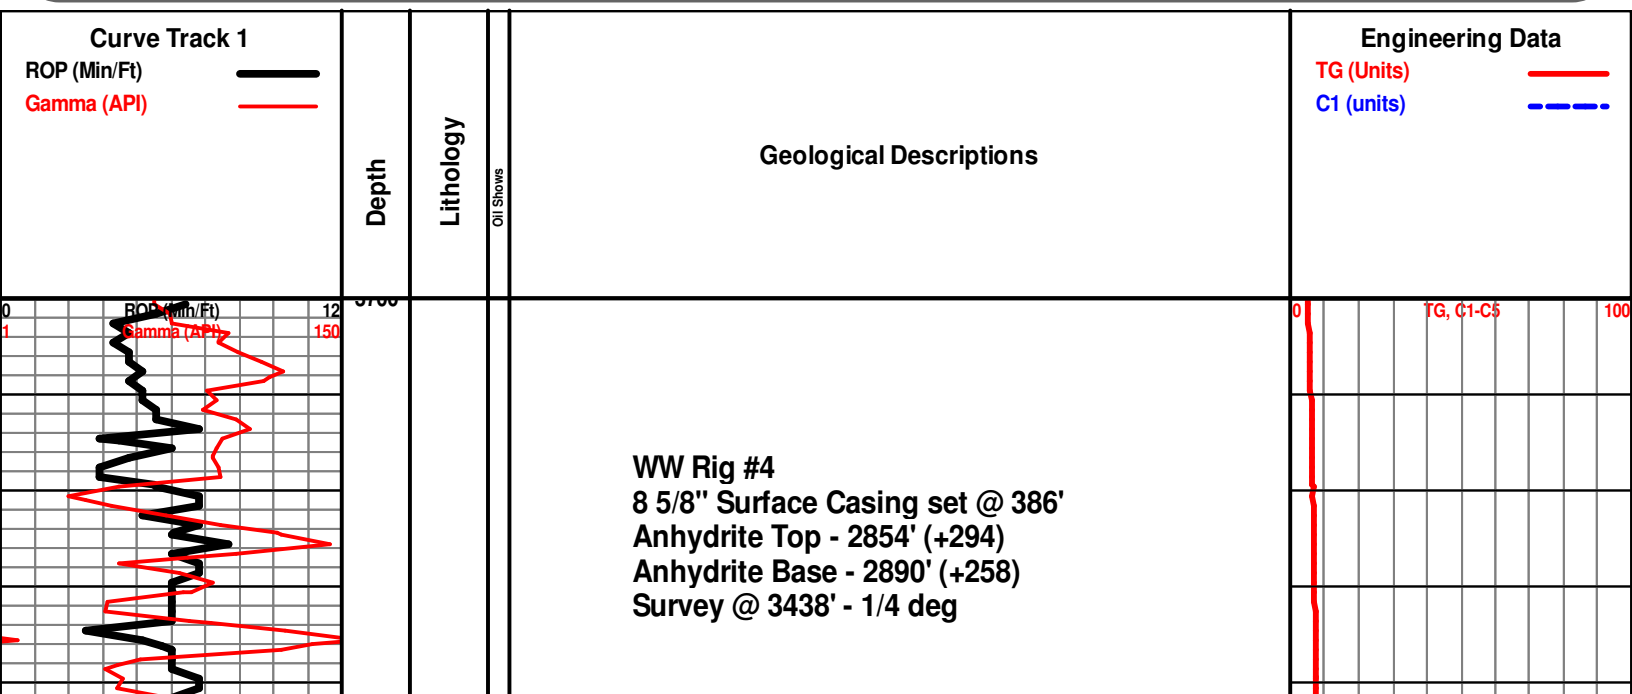 Curve Track 1
ROP (Min/Ft)
Gamma (API)
Depth
Lithology
Oil Shows
Geological Descriptions
Engineering Data
TG (Units)
C1 (units)
0 ROP (Min/Ft) 12
1 Gamma (API) 150
0 TG, C1-C5 100
WW Rig #4
8 5/8" Surface Casing set @ 386'
Anhydrite Top - 2854' (+294)
Anhydrite Base - 2890' (+258)
Survey @ 3438' - 1/4 deg